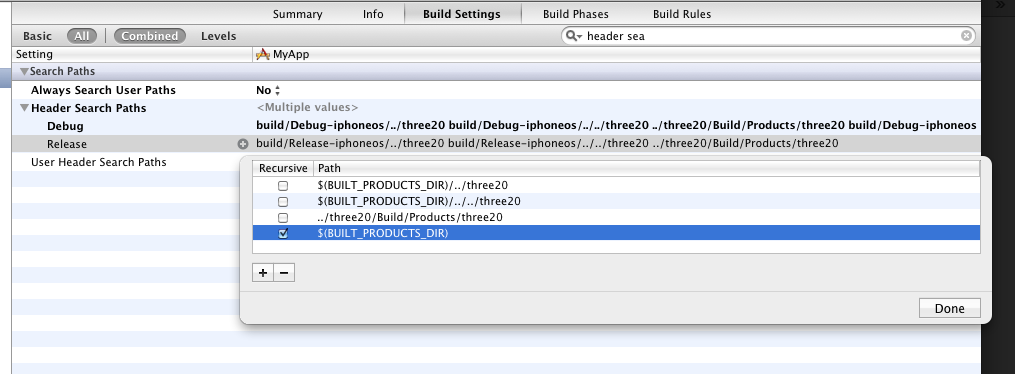 Summary Info Build Settings Build Phases Build Rules
Basic All Combined Levels header sea
Setting MyApp
Search Paths
Always Search User Paths No
Header Search Paths <Multiple values>
Debug build/Debug-iphoneos/../three20 build/Debug-iphoneos/../../three20 ../three20/Build/Products/three20 build/Debug-iphoneos
Release build/Release-iphoneos/../three20 build/Release-iphoneos/../../three20 ../three20/Build/Products/three20
User Header Search Paths
Recursive Path
$(BUILT_PRODUCTS_DIR)/../three20
$(BUILT_PRODUCTS_DIR)/../../three20
../three20/Build/Products/three20
$(BUILT_PRODUCTS_DIR)
Done